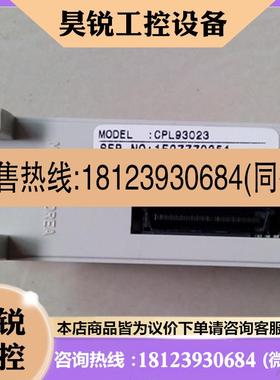 昊锐工控设备
MODEL :CPL93023
售热线:18123930684(同
KOREA
锐
控
本店商品皆为议价下单请咨询客服
咨询热线:18123930684(微